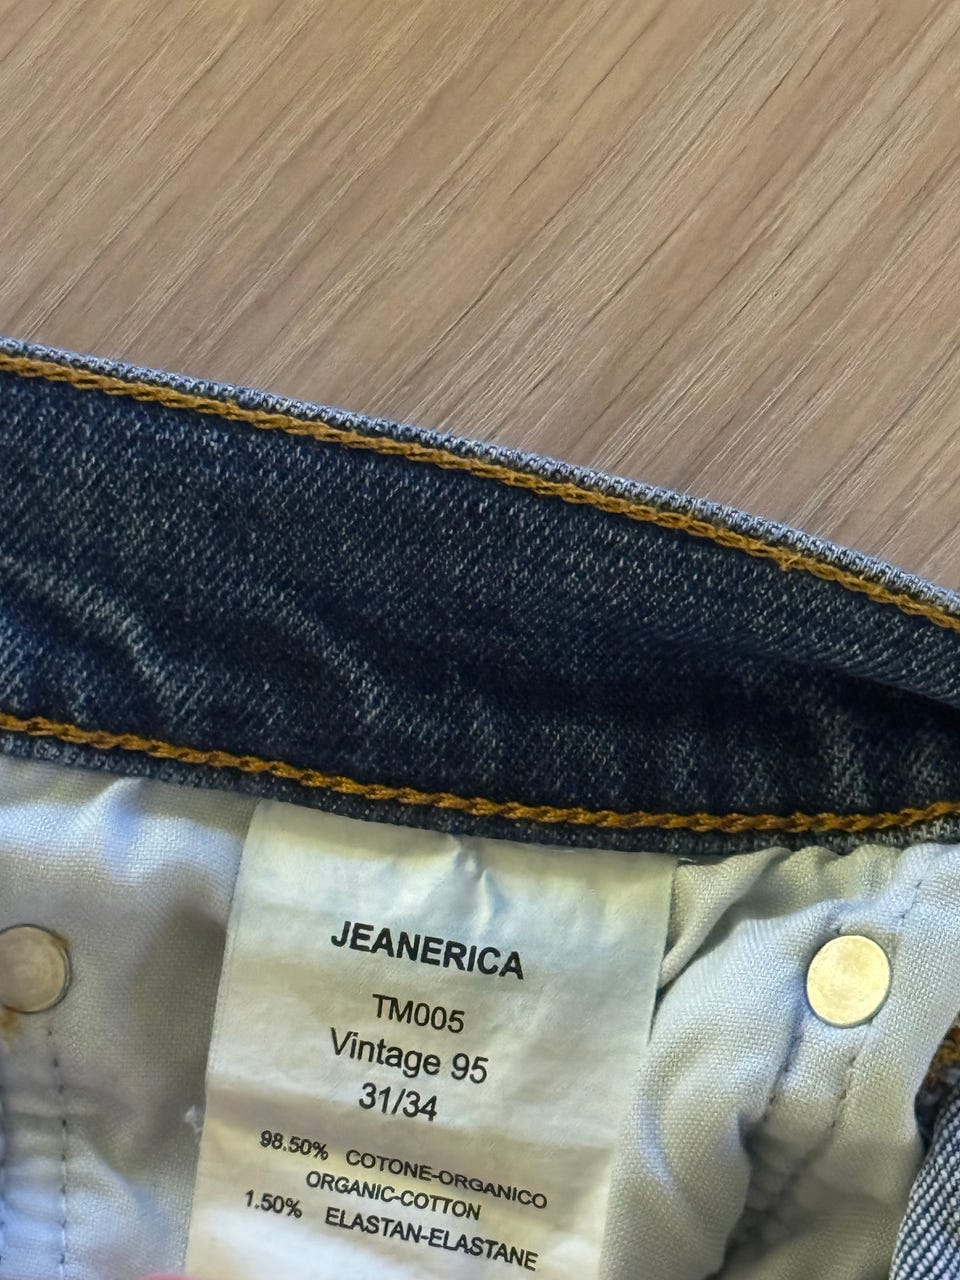 JEANERICA
TM005
Vintage 95
31/34
98.50% COTONE-ORGANICO
ORGANIC-COTTON
1.50% ELASTAN-ELASTANE